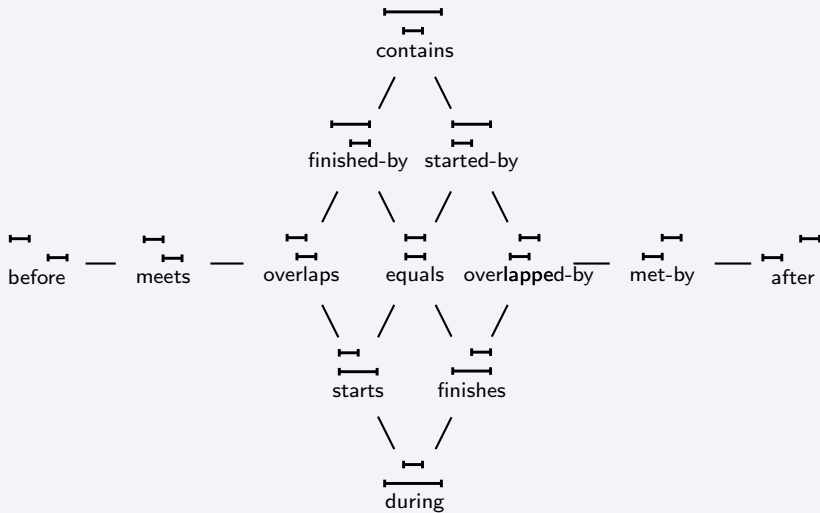 contains
finished-by started-by
before meets overlaps equals overlapped-by met-by after
starts finishes
during